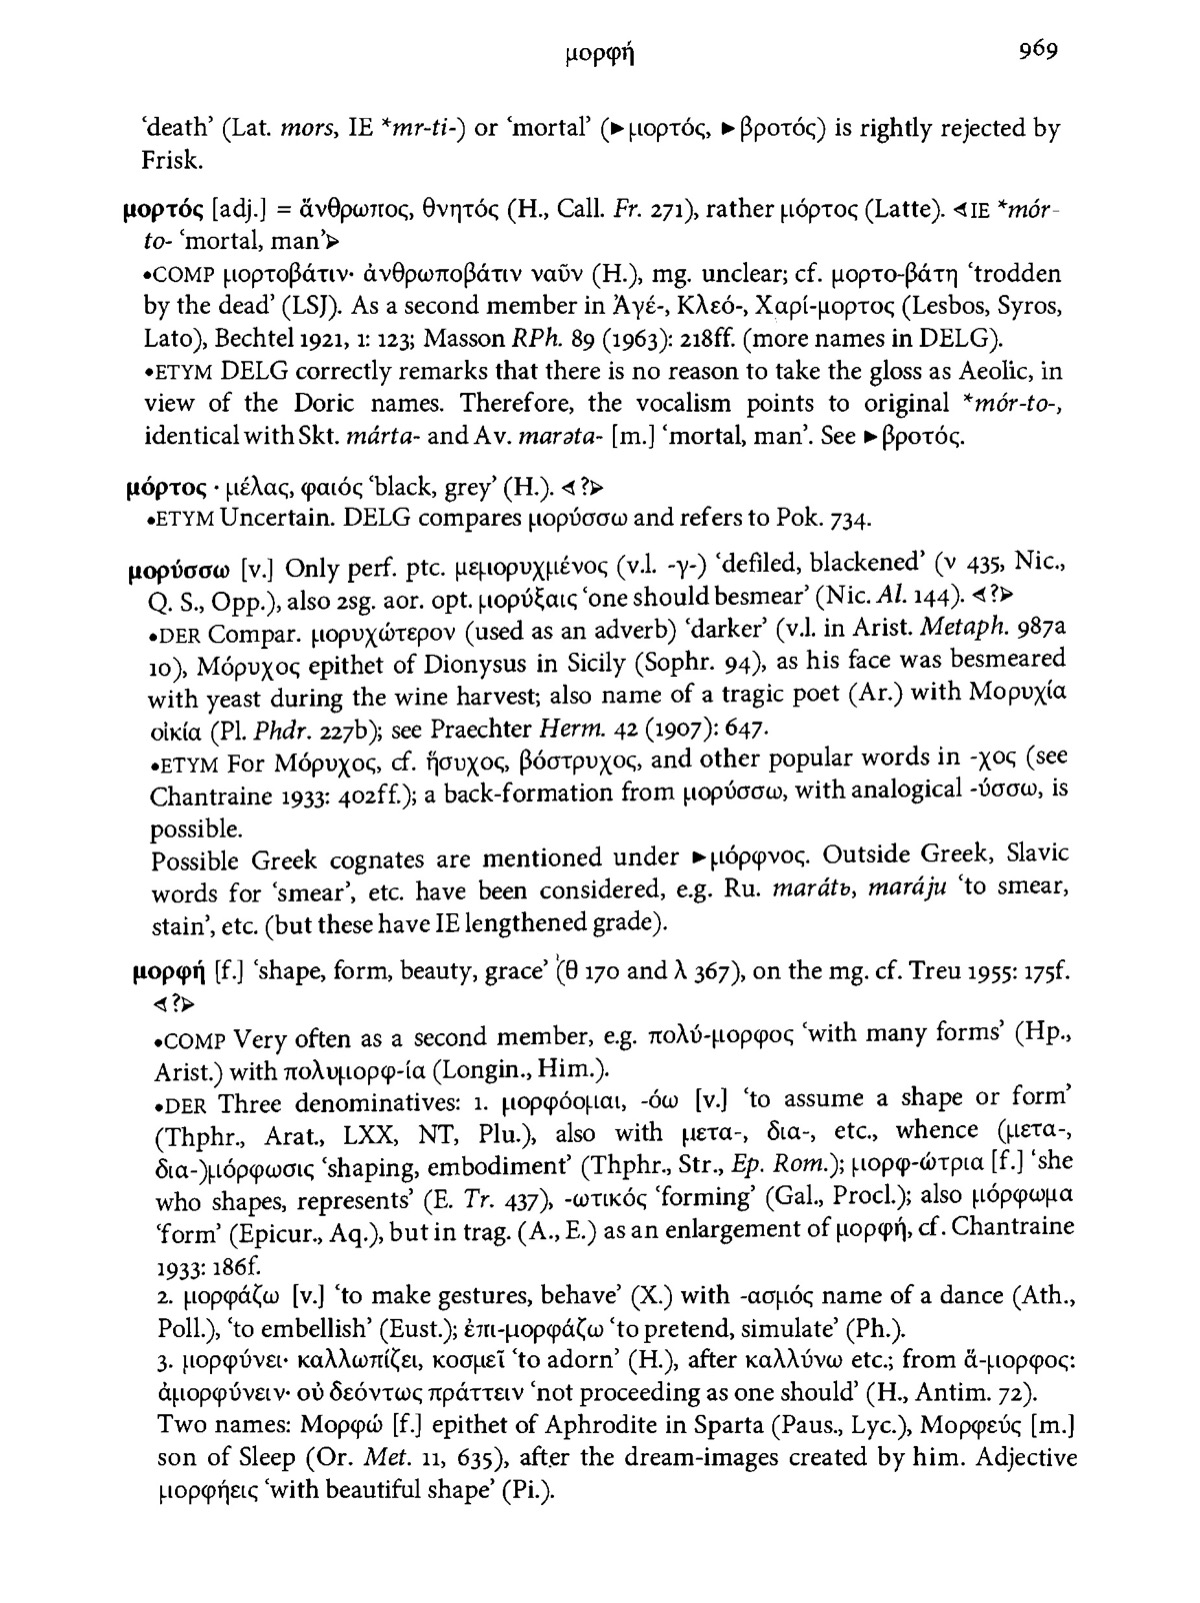 μορφή 969
‘death’ (Lat. mors, IE *mr-ti-) or ‘mortal’ (►μορτός, ►βροτός) is rightly rejected by
Frisk.
μορτός [adj.] = ἄνθρωπος, θνητός (H., Call. Fr. 271), rather μόρτος (Latte). ⊲IE *mór-
to- ‘mortal, man’⊳
•COMP μορτοβάτιν· ἀνθρωποβάτιν ναῦν (H.), mg. unclear; cf. μορτο-βάτη ‘trodden
by the dead’ (LSJ). As a second member in Ἀγέ-, Κλεό-, Χαρί-μορτος (Lesbos, Syros,
Lato), Bechtel 1921, 1: 123; Masson RPh. 89 (1963): 218ff. (more names in DELG).
•ETYM DELG correctly remarks that there is no reason to take the gloss as Aeolic, in
view of the Doric names. Therefore, the vocalism points to original *mór-to-,
identical with Skt. márta- and Av. marəta- [m.] ‘mortal, man’. See ►βροτός.
μόρτος · μέλας, φαιός ‘black, grey’ (H.). ⊲?⊳
•ETYM Uncertain. DELG compares μορύσσω and refers to Pok. 734.
μορύσσω [v.] Only perf. ptc. μεμορυχμένος (v.l. -γ-) ‘defiled, blackened’ (ν 435, Nic.,
Q. S., Opp.), also 2sg. aor. opt. μορύξαις ‘one should besmear’ (Nic. Al. 144). ⊲?⊳
•DER Compar. μορυχώτερον (used as an adverb) ‘darker’ (v.l. in Arist. Metaph. 987a
10), Μόρυχος epithet of Dionysus in Sicily (Sophr. 94), as his face was besmeared
with yeast during the wine harvest; also name of a tragic poet (Ar.) with Μορυχία
οἰκία (Pl. Phdr. 227b); see Praechter Herm. 42 (1907): 647.
•ETYM For Μόρυχος, cf. ἥσυχος, βόστρυχος, and other popular words in -χος (see
Chantraine 1933: 402ff.); a back-formation from μορύσσω, with analogical -ύσσω, is
possible.
Possible Greek cognates are mentioned under ►μόρφνος. Outside Greek, Slavic
words for ‘smear’, etc. have been considered, e.g. Ru. marátь, maráju ‘to smear,
stain’, etc. (but these have IE lengthened grade).
μορφή [f.] ‘shape, form, beauty, grace’ (θ 170 and λ 367), on the mg. cf. Treu 1955: 175f.
⊲?⊳
•COMP Very often as a second member, e.g. πολύ-μορφος ‘with many forms’ (Hp.,
Arist.) with πολυμορφ-ία (Longin., Him.).
•DER Three denominatives: 1. μορφόομαι, -όω [v.] ‘to assume a shape or form’
(Thphr., Arat., LXX, NT, Plu.), also with μετα-, δια-, etc., whence (μετα-,
δια-)μόρφωσις ‘shaping, embodiment’ (Thphr., Str., Ep. Rom.); μορφ-ώτρια [f.] ‘she
who shapes, represents’ (E. Tr. 437), -ωτικός ‘forming’ (Gal., Procl.); also μόρφωμα
‘form’ (Epicur., Aq.), but in trag. (A., E.) as an enlargement of μορφή, cf. Chantraine
1933: 186f.
2. μορφάζω [v.] ‘to make gestures, behave’ (X.) with -ασμός name of a dance (Ath.,
Poll.), ‘to embellish’ (Eust.); ἐπι-μορφάζω ‘to pretend, simulate’ (Ph.).
3. μορφύνει· καλλωπίζει, κοσμεῖ ‘to adorn’ (H.), after καλλύνω etc.; from ἄ-μορφος:
ἀμορφύνειν· οὐ δεόντως πράττειν ‘not proceeding as one should’ (H., Antim. 72).
Two names: Μορφώ [f.] epithet of Aphrodite in Sparta (Paus., Lyc.), Μορφεύς [m.]
son of Sleep (Or. Met. 11, 635), after the dream-images created by him. Adjective
μορφήεις ‘with beautiful shape’ (Pi.).